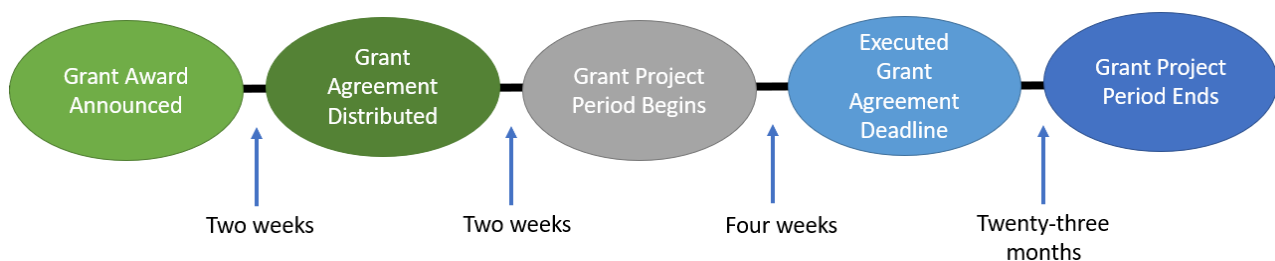 Grant Award
Announced
Grant
Agreement
Distributed
Grant Project
Period Begins
Executed
Grant
Agreement
Deadline
Grant Project
Period Ends
Two weeks
Two weeks
Four weeks
Twenty-three
months